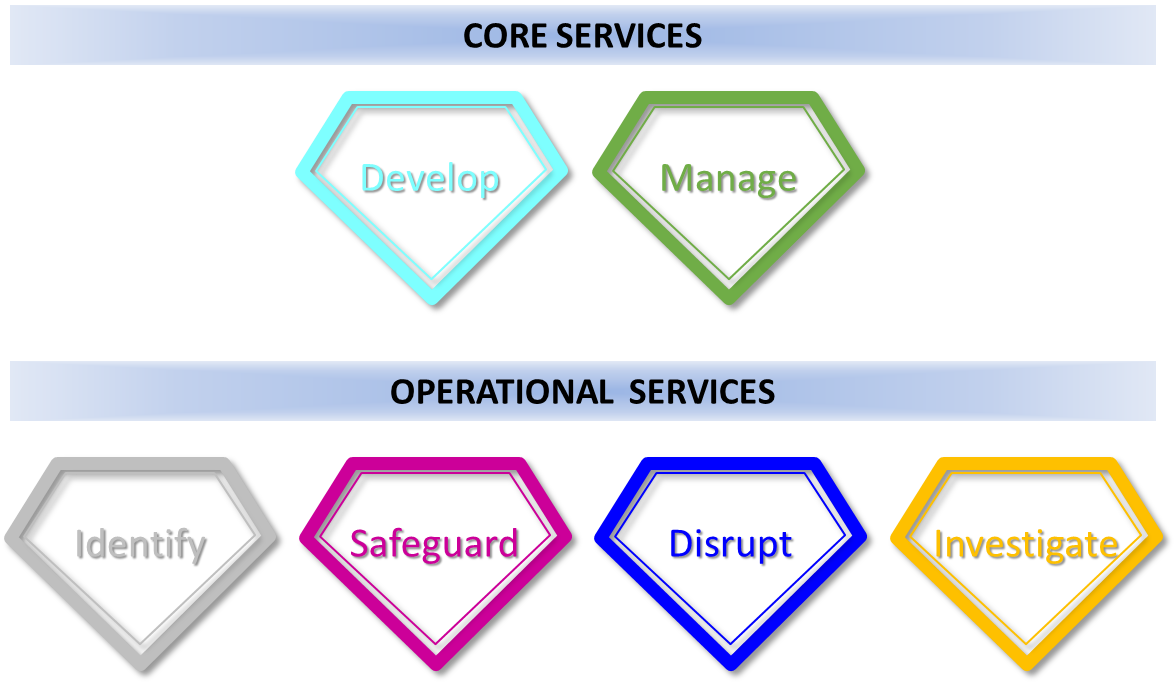 CORE SERVICES
Develop
Manage
OPERATIONAL  SERVICES
Identify
Safeguard
Disrupt
Investigate